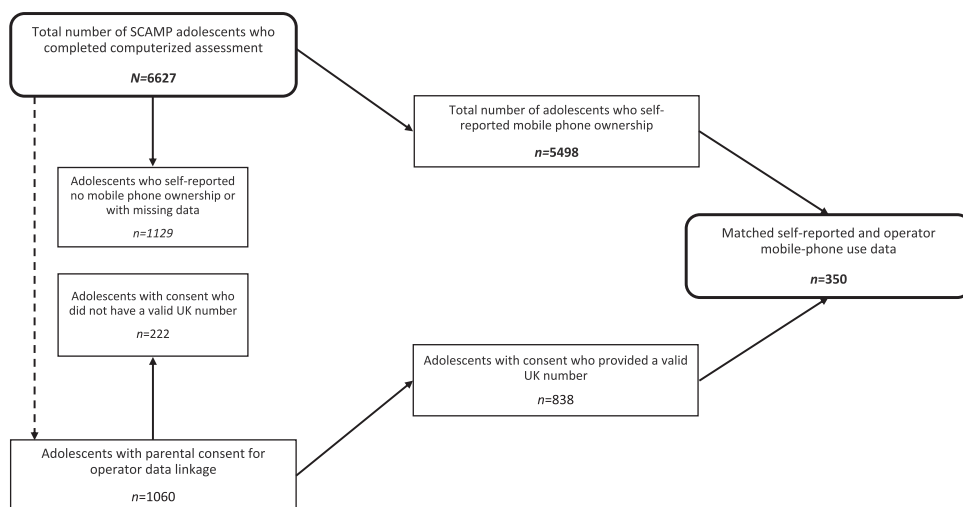 Total number of SCAMP adolescents who
completed computerized assessment
N=6627
Total number of adolescents who self-
reported mobile phone ownership
n=5498
Adolescents who self-reported
no mobile phone ownership or
with missing data
n=1129
Matched self-reported and operator
mobile-phone use data
n=350
Adolescents with consent who
did not have a valid UK number
n=222
Adolescents with consent who provided a valid
UK number
n=838
Adolescents with parental consent for
operator data linkage
n=1060